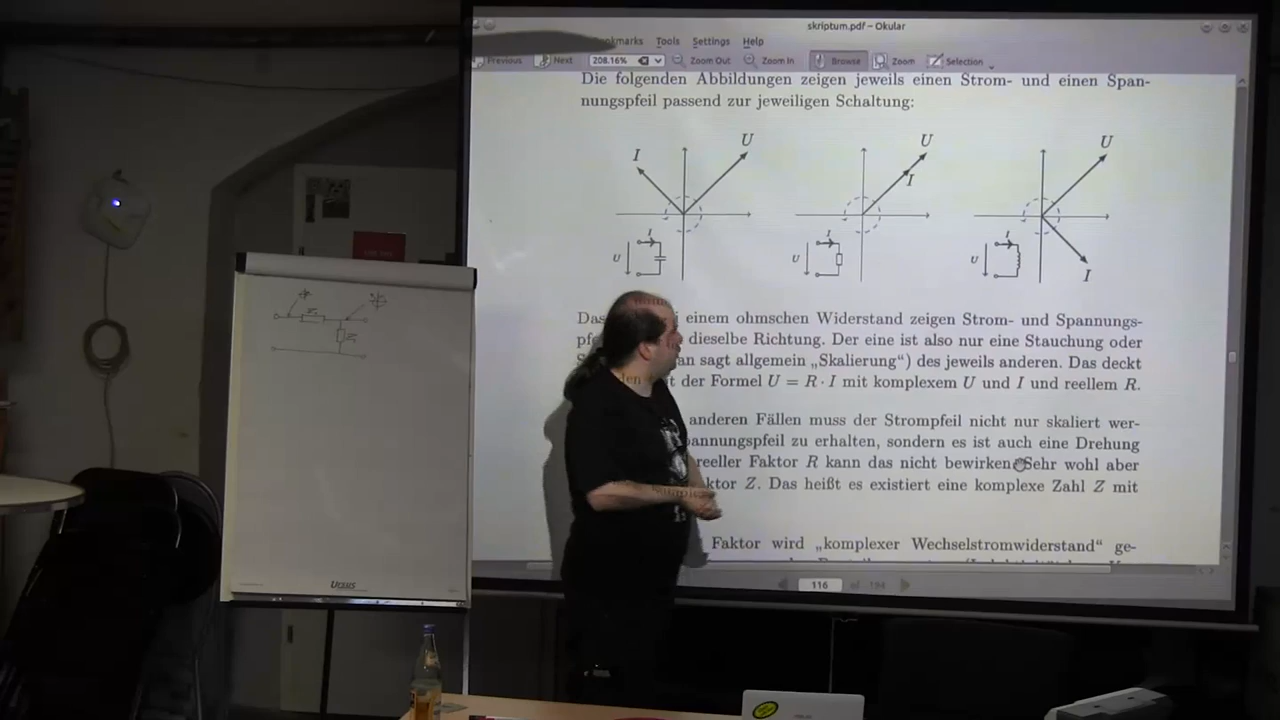 skriptum.pdf – Okular
Tools Settings Help
Previous Next 208.16% Zoom Out Zoom In Browse Zoom Selection
Die folgenden Abbildungen zeigen jeweils einen Strom- und einen Span-
nungspfeil passend zur jeweiligen Schaltung:
I U U I U I
I U I U I U
Das einem ohmschen Widerstand zeigen Strom- und Spannungs-
dieselbe Richtung. Der eine ist also nur eine Stauchung oder
sagt allgemein „Skalierung“) des jeweils anderen. Das deckt
der Formel U = R · I mit komplexem U und I und reellem R.
anderen Fällen muss der Strompfeil nicht nur skaliert wer-
zu erhalten, sondern es ist auch eine Drehung
reeller Faktor R kann das nicht bewirken. Sehr wohl aber
Z. Das heißt es existiert eine komplexe Zahl Z mit
Faktor wird „komplexer Wechselstromwiderstand“ ge-
116 of 194